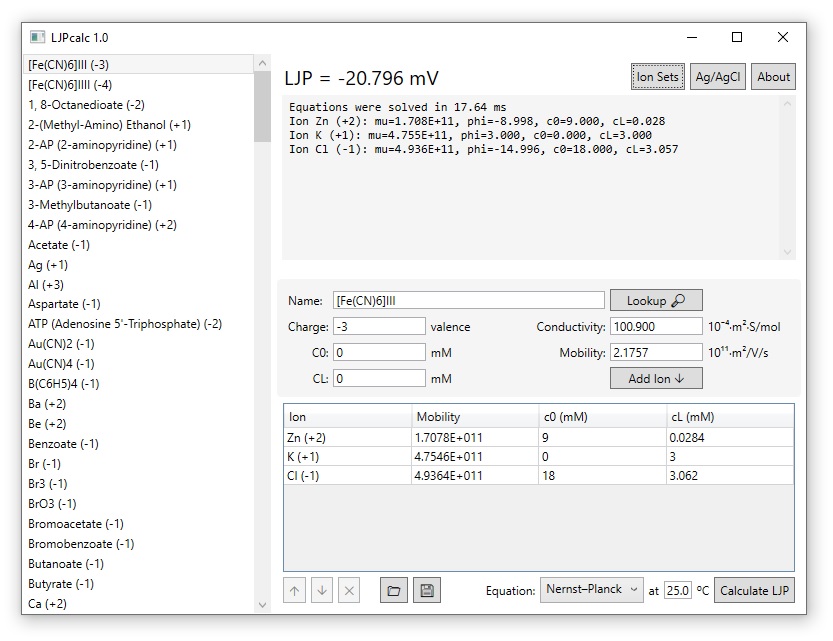 LJPcalc 1.0
[Fe(CN)6]III (-3)
[Fe(CN)6]IIII (-4)
1, 8-Octanedioate (-2)
2-(Methyl-Amino) Ethanol (+1)
2-AP (2-aminopyridine) (+1)
3, 5-Dinitrobenzoate (-1)
3-AP (3-aminopyridine) (+1)
3-Methylbutanoate (-1)
4-AP (4-aminopyridine) (+2)
Acetate (-1)
Ag (+1)
Al (+3)
Aspartate (-1)
ATP (Adenosine 5'-Triphosphate) (-2)
Au(CN)2 (-1)
Au(CN)4 (-1)
B(C6H5)4 (-1)
Ba (+2)
Be (+2)
Benzoate (-1)
Br (-1)
Br3 (-1)
BrO3 (-1)
Bromoacetate (-1)
Bromobenzoate (-1)
Butanoate (-1)
Butyrate (-1)
Ca (+2)
LJP = -20.796 mV
Ion Sets Ag/AgCl About
Equations were solved in 17.64 ms
Ion Zn (+2): mu=1.708E+11, phi=-8.998, c0=9.000, cL=0.028
Ion K (+1): mu=4.755E+11, phi=3.000, c0=0.000, cL=3.000
Ion Cl (-1): mu=4.936E+11, phi=-14.996, c0=18.000, cL=3.057
Name: [Fe(CN)6]III Lookup
Charge: -3 valence Conductivity: 100.900 10⁻⁴·m²·S/mol
C0: 0 mM Mobility: 2.1757 10¹¹·m²/V/s
CL: 0 mM Add Ion ↓
Ion Mobility c0 (mM) cL (mM)
Zn (+2) 1.7078E+011 9 0.0284
K (+1) 4.7546E+011 0 3
Cl (-1) 4.9364E+011 18 3.062
Equation: Nernst–Planck at 25.0 ºC Calculate LJP